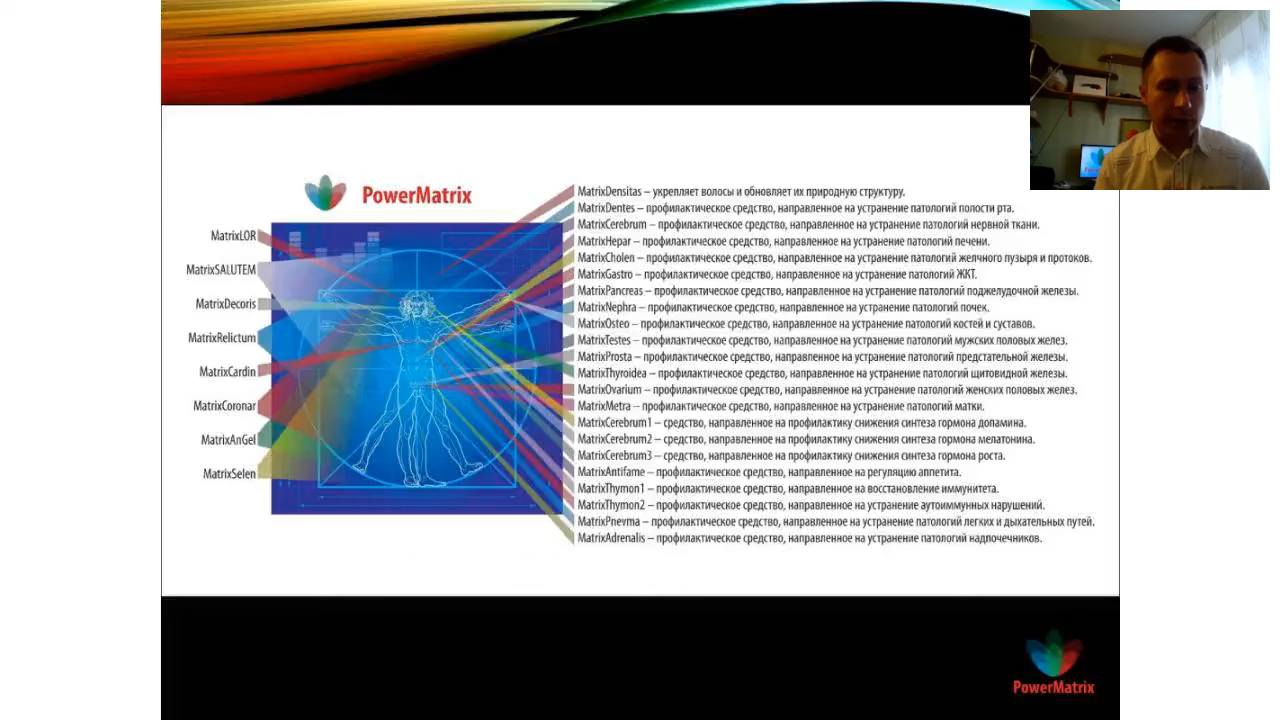 PowerMatrix
MatrixLOR
MatrixSALUTEM
MatrixDecoris
MatrixRelictum
MatrixCardin
MatrixCoronar
MatrixAnGel
MatrixSelen
MatrixDensitas – укрепляет волосы и обновляет их природную структуру.
MatrixDentes – профилактическое средство, направленное на устранение патологий полости рта.
MatrixCerebrum – профилактическое средство, направленное на устранение патологий нервной ткани.
MatrixHepar – профилактическое средство, направленное на устранение патологий печени.
MatrixCholen – профилактическое средство, направленное на устранение патологий желчного пузыря и протоков.
MatrixGastro – профилактическое средство, направленное на устранение патологий ЖКТ.
MatrixPancreas – профилактическое средство, направленное на устранение патологий поджелудочной железы.
MatrixNephra – профилактическое средство, направленное на устранение патологий почек.
MatrixOsteo – профилактическое средство, направленное на устранение патологий костей и суставов.
MatrixTestes – профилактическое средство, направленное на устранение патологий мужских половых желез.
MatrixProsta – профилактическое средство, направленное на устранение патологий предстательной железы.
MatrixThyroidea – профилактическое средство, направленное на устранение патологий щитовидной железы.
MatrixOvarium – профилактическое средство, направленное на устранение патологий женских половых желез.
MatrixMetra – профилактическое средство, направленное на устранение патологий матки.
MatrixCerebrum1 – средство, направленное на профилактику снижения синтеза гормона допамина.
MatrixCerebrum2 – средство, направленное на профилактику снижения синтеза гормона мелатонина.
MatrixCerebrum3 – средство, направленное на профилактику снижения синтеза гормона роста.
MatrixAntifame – профилактическое средство, направленное на регуляцию аппетита.
MatrixThymon1 – профилактическое средство, направленное на восстановление иммунитета.
MatrixThymon2 – профилактическое средство, направленное на устранение аутоиммунных нарушений.
MatrixPnevma – профилактическое средство, направленное на устранение патологий легких и дыхательных путей.
MatrixAdrenalis – профилактическое средство, направленное на устранение патологий надпочечников.
PowerMatrix